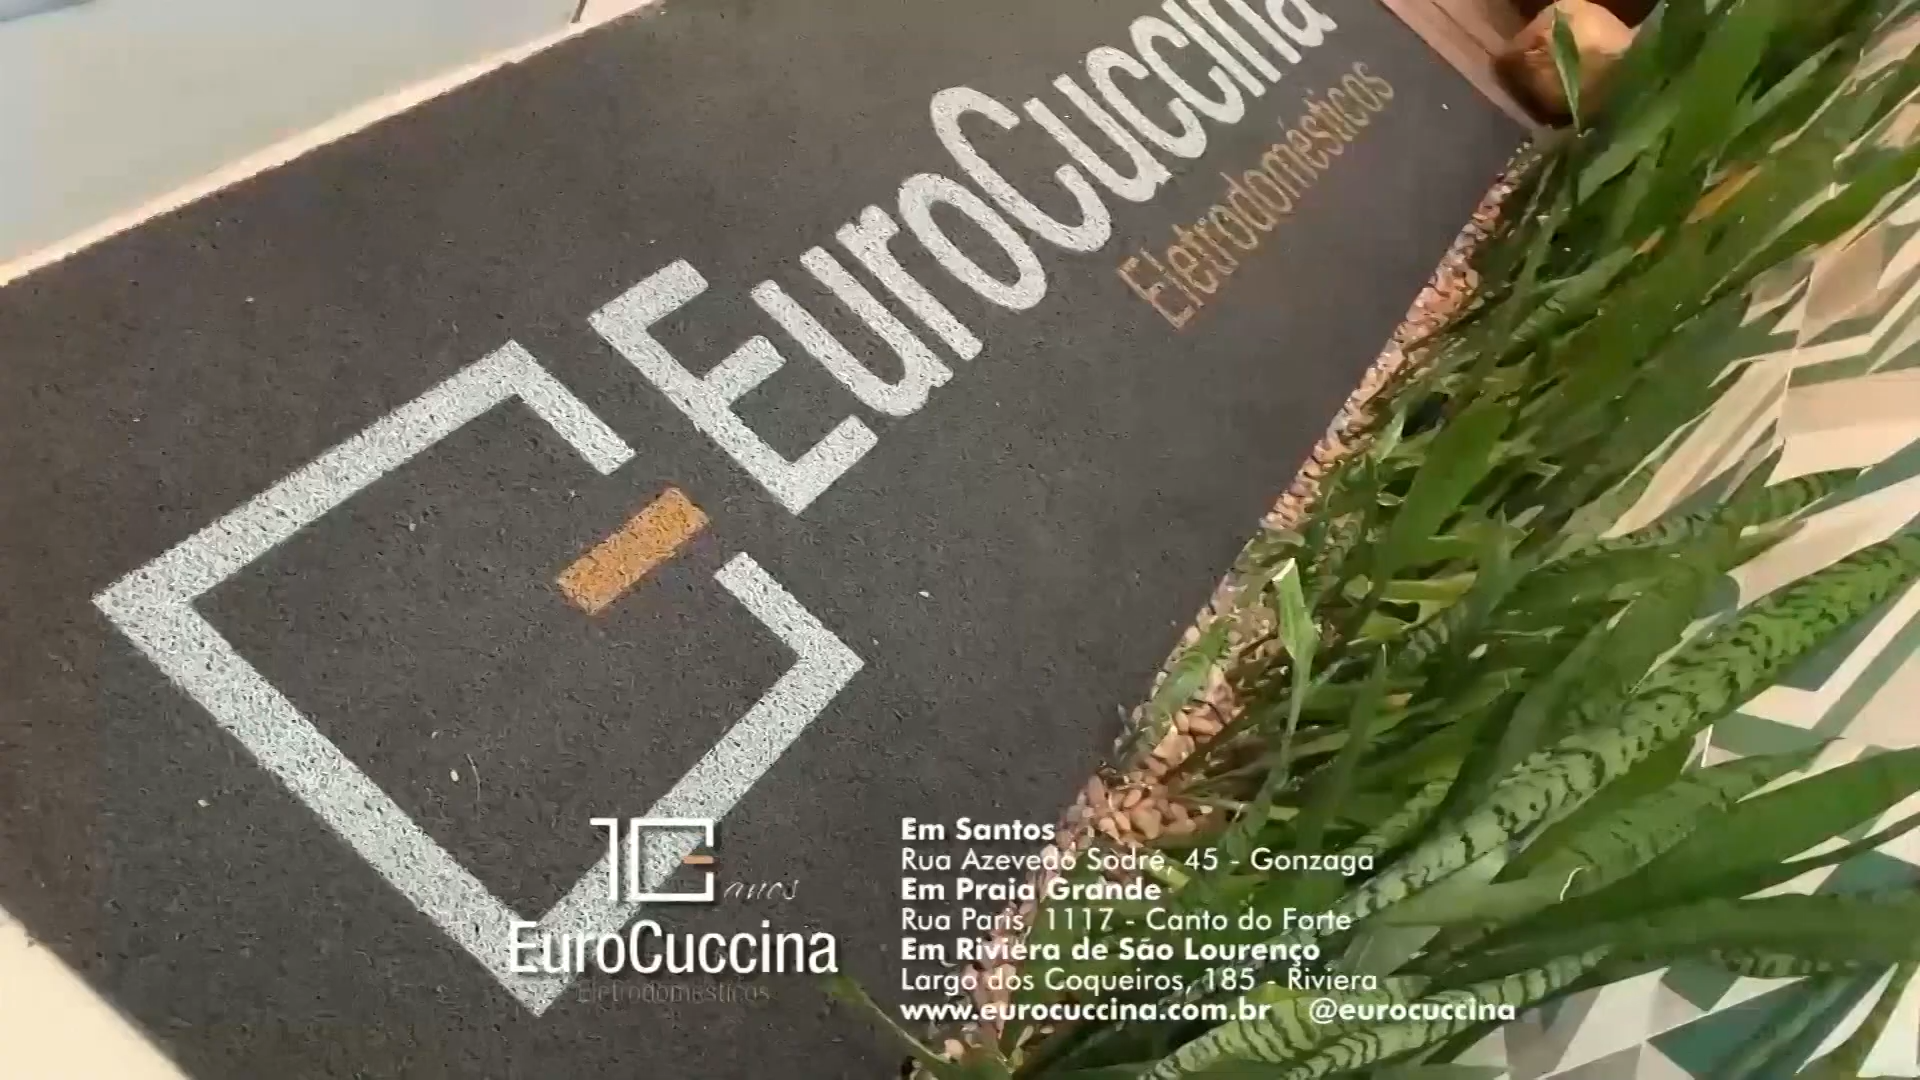 EuroCuccina
Eletrodomésticos
10 anos
EuroCuccina
Eletrodomésticos
Em Santos
Rua Azevedo Sodré, 45 - Gonzaga
Em Praia Grande
Rua Paris, 1117 - Canto do Forte
Em Riviera de São Lourenço
Largo dos Coqueiros, 185 - Riviera
www.eurocuccina.com.br @eurocuccina